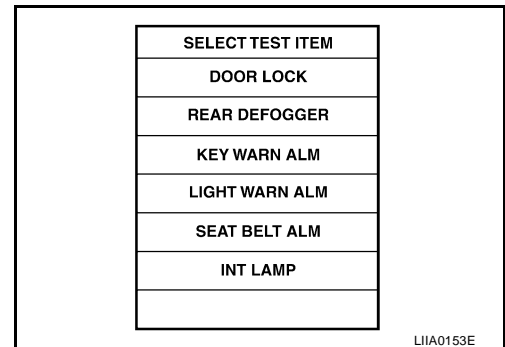 SELECT TEST ITEM
DOOR LOCK
REAR DEFOGGER
KEY WARN ALM
LIGHT WARN ALM
SEAT BELT ALM
INT LAMP
LIIA0153E